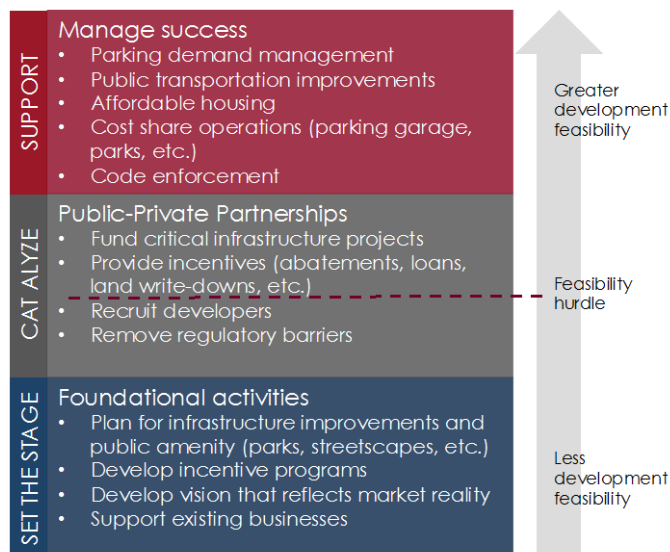 SUPPORT
Manage success
• Parking demand management
• Public transportation improvements
• Affordable housing
• Cost share operations (parking garage,
parks, etc.)
• Code enforcement
CAT ALYZE
Public-Private Partnerships
• Fund critical infrastructure projects
• Provide incentives (abatements, loans,
land write-downs, etc.)
• Recruit developers
• Remove regulatory barriers
SET THE STAGE
Foundational activities
• Plan for infrastructure improvements and
public amenity (parks, streetscapes, etc.)
• Develop incentive programs
• Develop vision that reflects market reality
• Support existing businesses
Greater
development
feasibility
Feasibility
hurdle
Less
development
feasibility